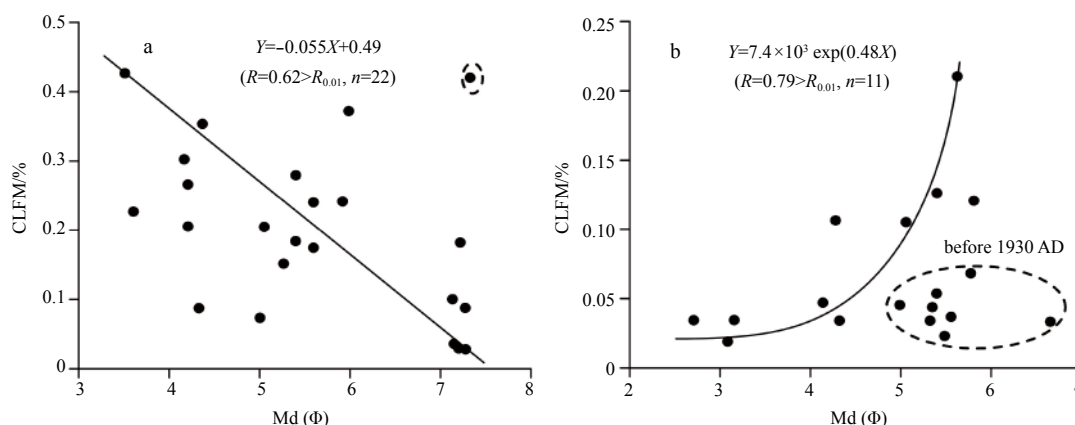 a
Y=−0.055X+0.49
(R=0.62>R0.01, n=22)
0.5
0.4
0.3
0.2
0.1
0
CLFM/%
3 4 5 6 7 8
Md (Φ)
b
Y=7.4×10³ exp(0.48X)
(R=0.79>R0.01, n=11)
before 1930 AD
0.25
0.20
0.15
0.10
0.05
0.00
CLFM/%
2 3 4 5 6
Md (Φ)